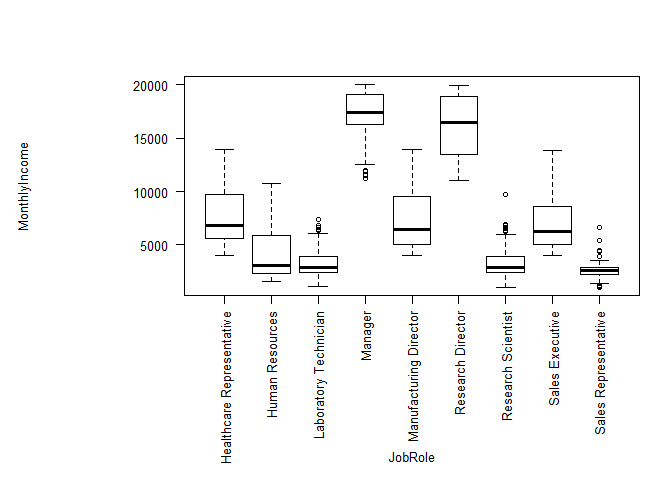 MonthlyIncome
20000
15000
10000
5000
Healthcare Representative
Human Resources
Laboratory Technician
Manager
Manufacturing Director
Research Director
Research Scientist
Sales Executive
Sales Representative
JobRole